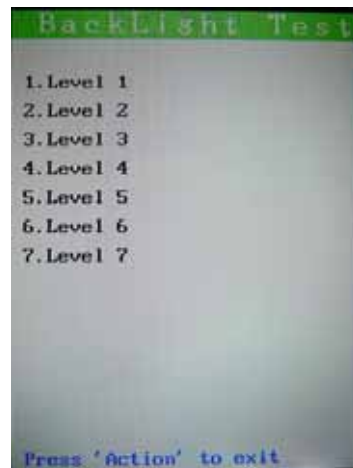 BackLight Test
1.Level 1
2.Level 2
3.Level 3
4.Level 4
5.Level 5
6.Level 6
7.Level 7
Press 'Action' to exit